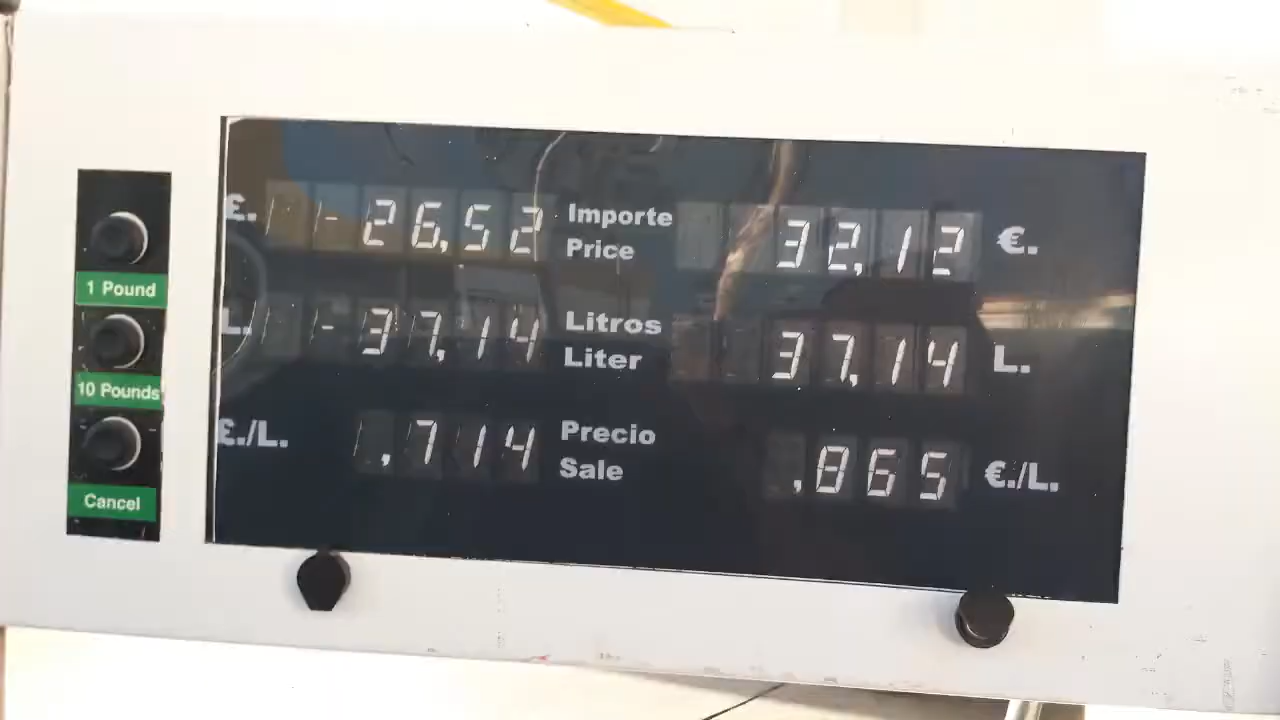 £. -26,52 Importe 32,12 €.
Price
L. -37,14 Litros 37,14 L.
Liter
£./L. ,714 Precio ,865 €./L.
Sale
1 Pound
10 Pounds
Cancel